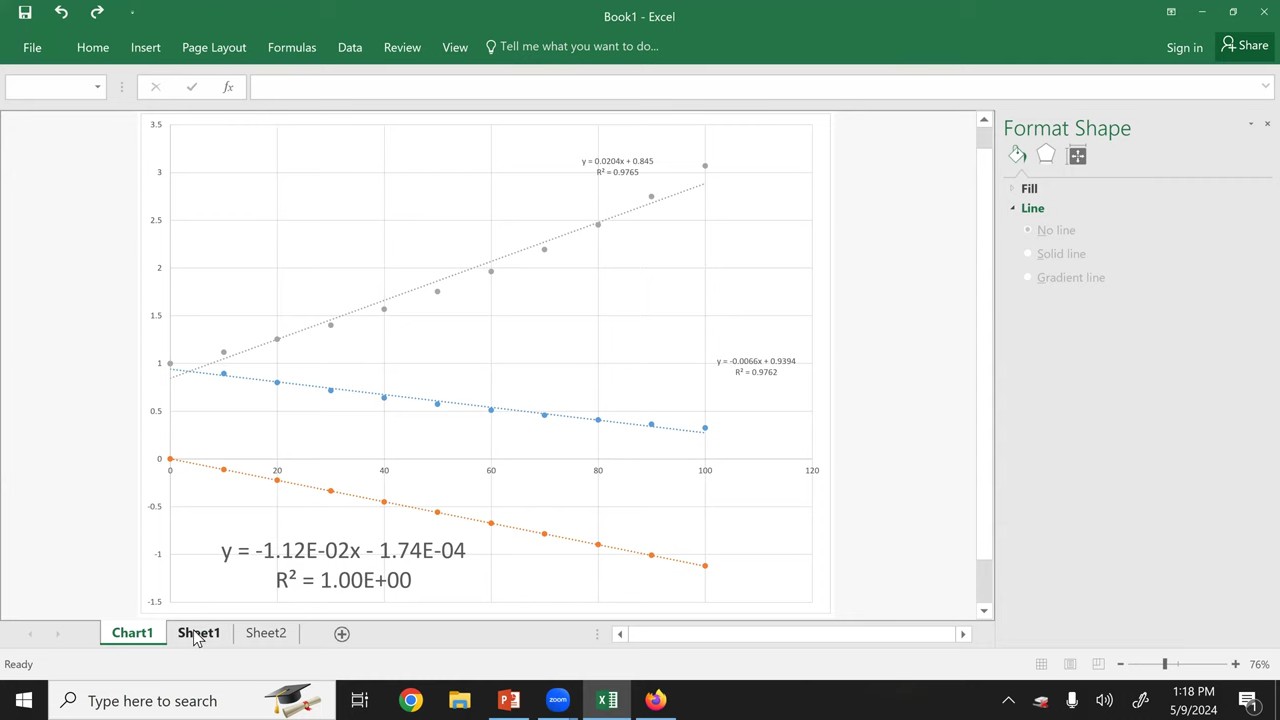 Book1 - Excel
File Home Insert Page Layout Formulas Data Review View Tell me what you want to do... Sign in Share
fx
Format Shape
Fill
Line
No line
Solid line
Gradient line
3.5
3
2.5
2
1.5
1
0.5
0
-0.5
-1
-1.5
0 20 40 60 80 100 120
y = 0.0204x + 0.845
R² = 0.9765
y = -0.0066x + 0.9394
R² = 0.9762
y = -1.12E-02x - 1.74E-04
R² = 1.00E+00
Chart1 Sheet1 Sheet2
Ready
76%
Type here to search
zoom
1:18 PM
5/9/2024
1